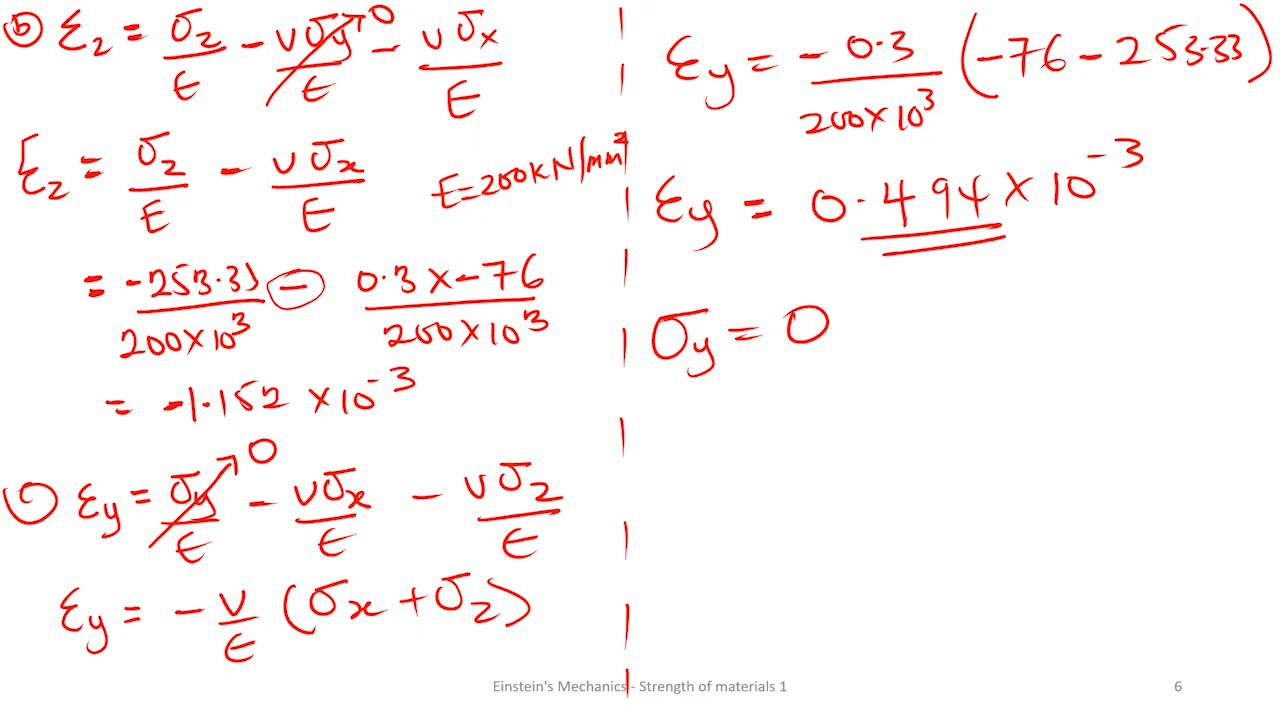 (b) εz = σz/E - νσy/E → 0 - νσx/E
εz = σz/E - νσx/E E=200kN/mm²
= -253.33/200×10³ - 0.3×-76/200×10³
= -1.152 ×10⁻³
(c) εy = σy/E → 0 - νσx/E - νσz/E
εy = -ν/E (σx + σz)
εy = -0.3/200×10³ (-76 - 253.33)
εy = 0.494×10⁻³
σy = 0
Einstein's Mechanics - Strength of materials 1
6